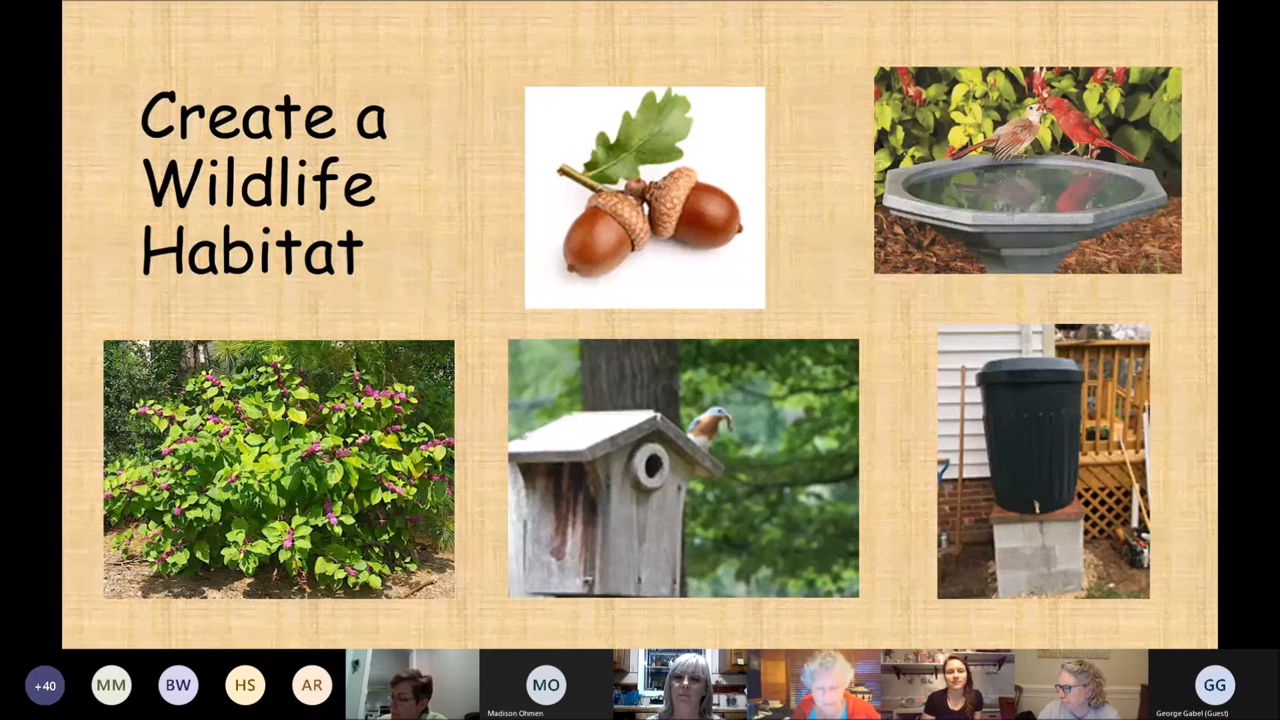 Create a
Wildlife
Habitat
+40
MM
BW
HS
AR
MO
Madison Ohmen
GG
George Gabel (Guest)